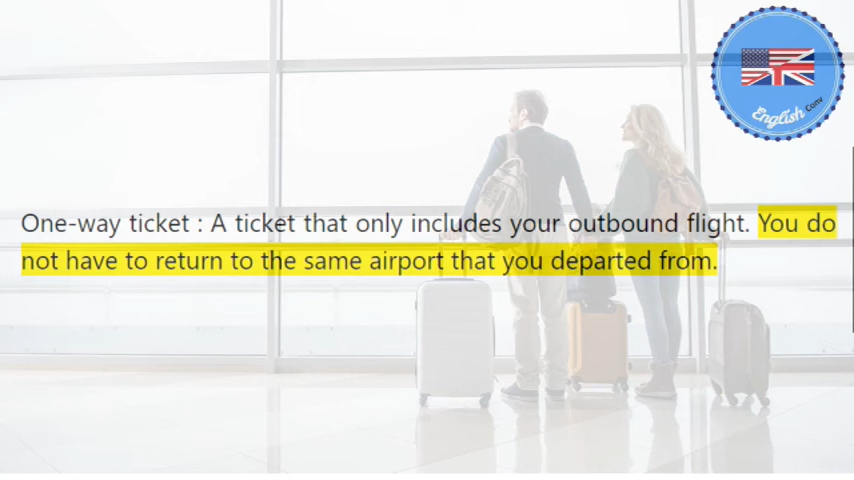 English Conv
One-way ticket : A ticket that only includes your outbound flight. You do
not have to return to the same airport that you departed from.